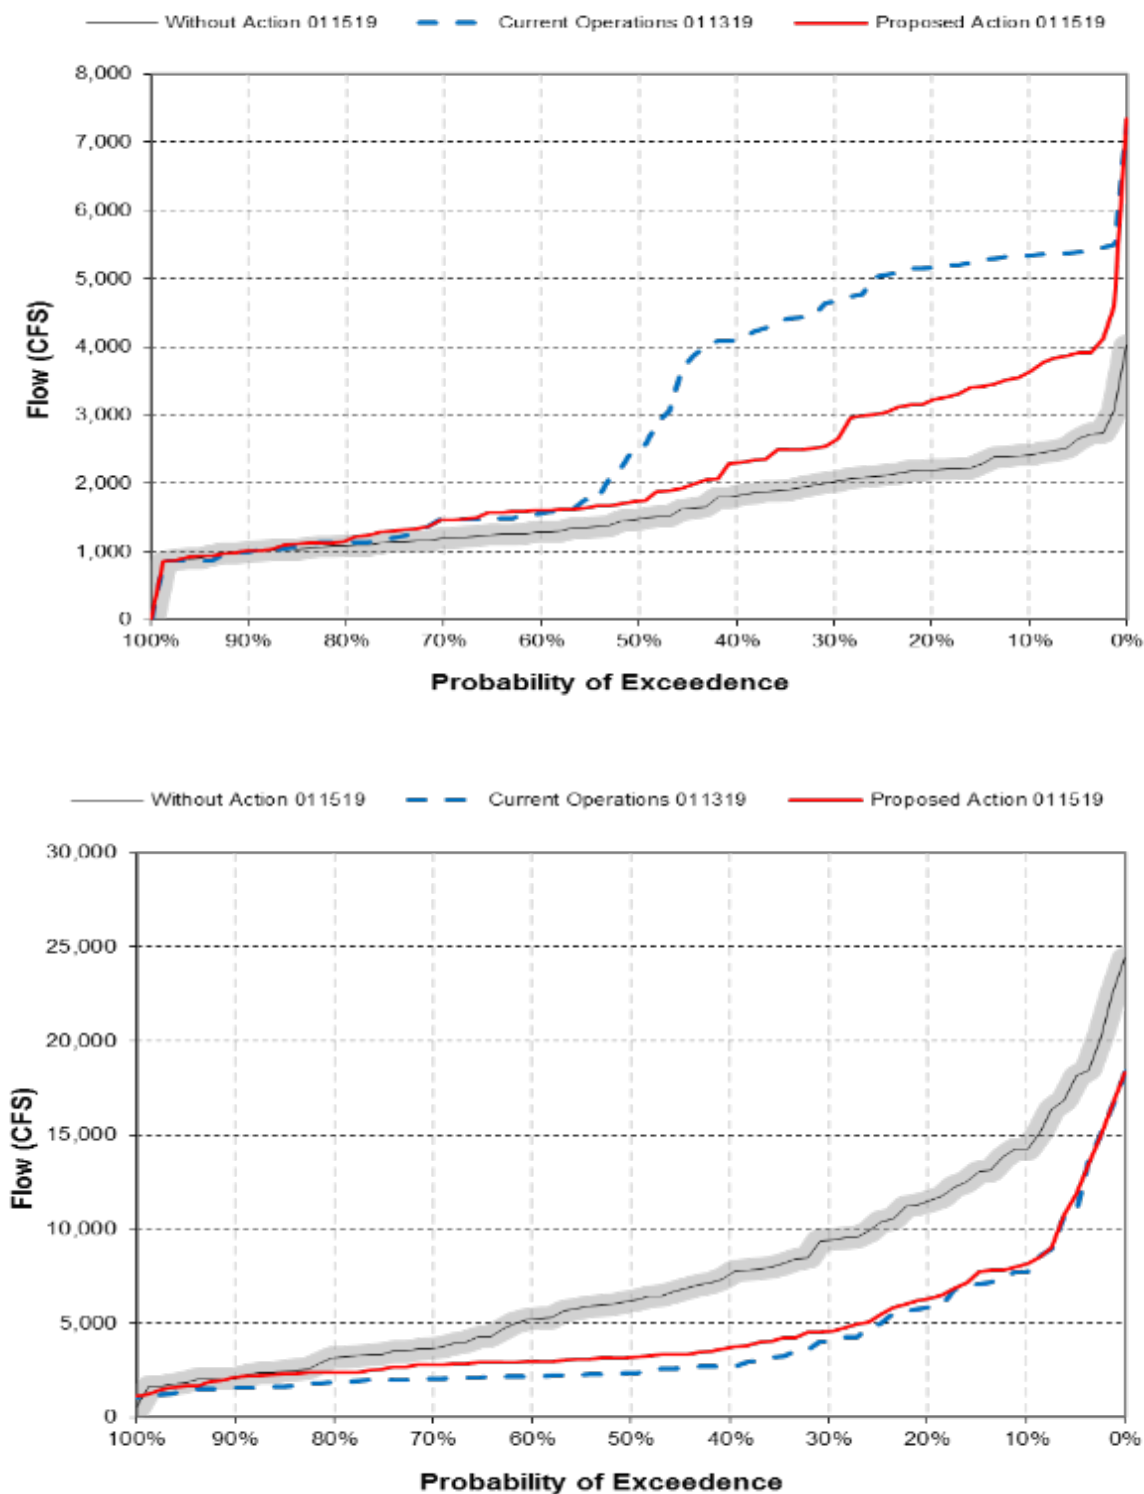 Without Action 011519 Current Operations 011319 Proposed Action 011519
8,000
7,000
6,000
5,000
4,000
3,000
2,000
1,000
0
Flow (CFS)
100% 90% 80% 70% 60% 50% 40% 30% 20% 10% 0%
Probability of Exceedence
Without Action 011519 Current Operations 011319 Proposed Action 011519
30,000
25,000
20,000
15,000
10,000
5,000
0
Flow (CFS)
100% 90% 80% 70% 60% 50% 40% 30% 20% 10% 0%
Probability of Exceedence